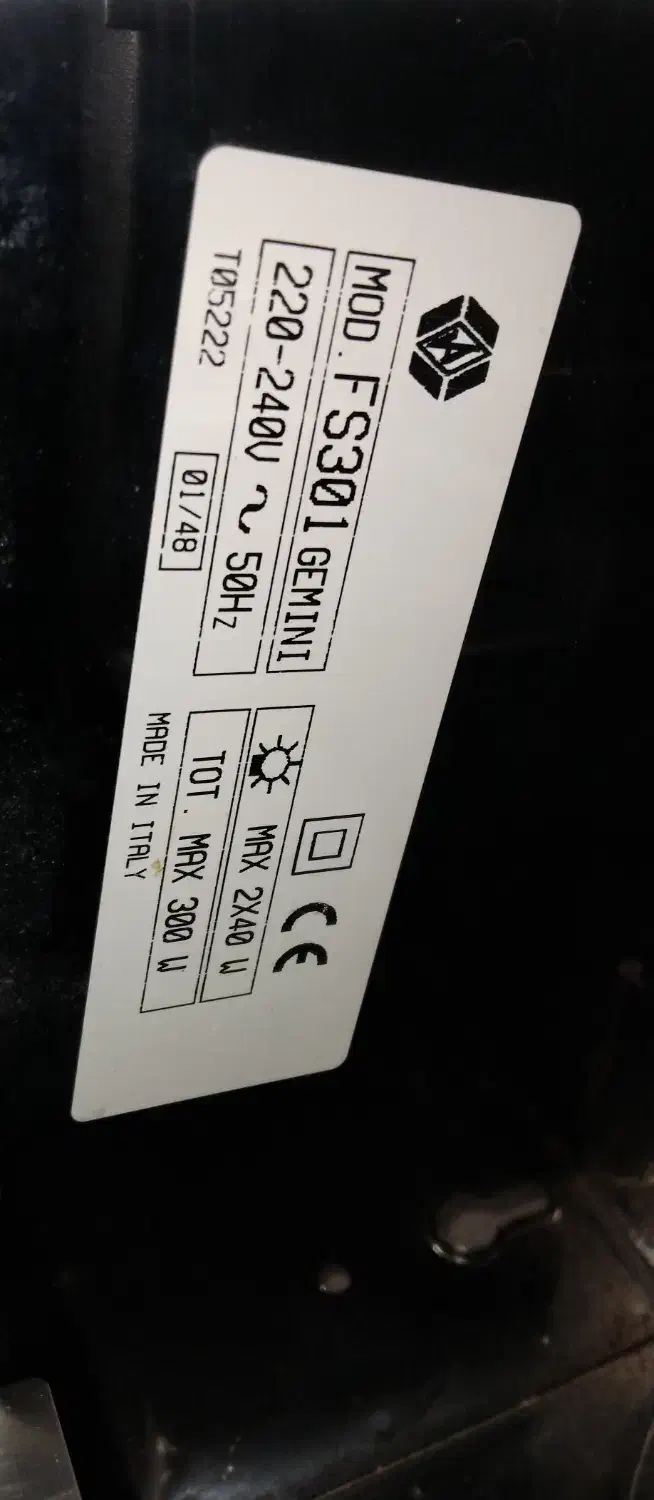 MOD. FS301 GEMINI
220-240V ~ 50Hz
T05222
01/48
MAX 2X40 W
TOT. MAX 300 W
MADE IN ITALY
CE